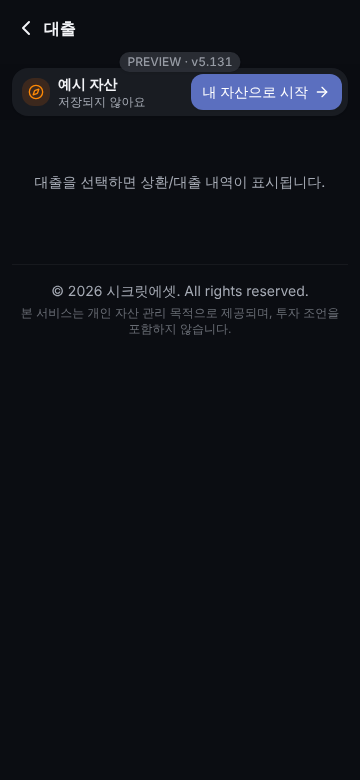 대출
PREVIEW · v5.131
예시 자산
저장되지 않아요
내 자산으로 시작
대출을 선택하면 상환/대출 내역이 표시됩니다.
© 2026 시크릿에셋. All rights reserved.
본 서비스는 개인 자산 관리 목적으로 제공되며, 투자 조언을
포함하지 않습니다.